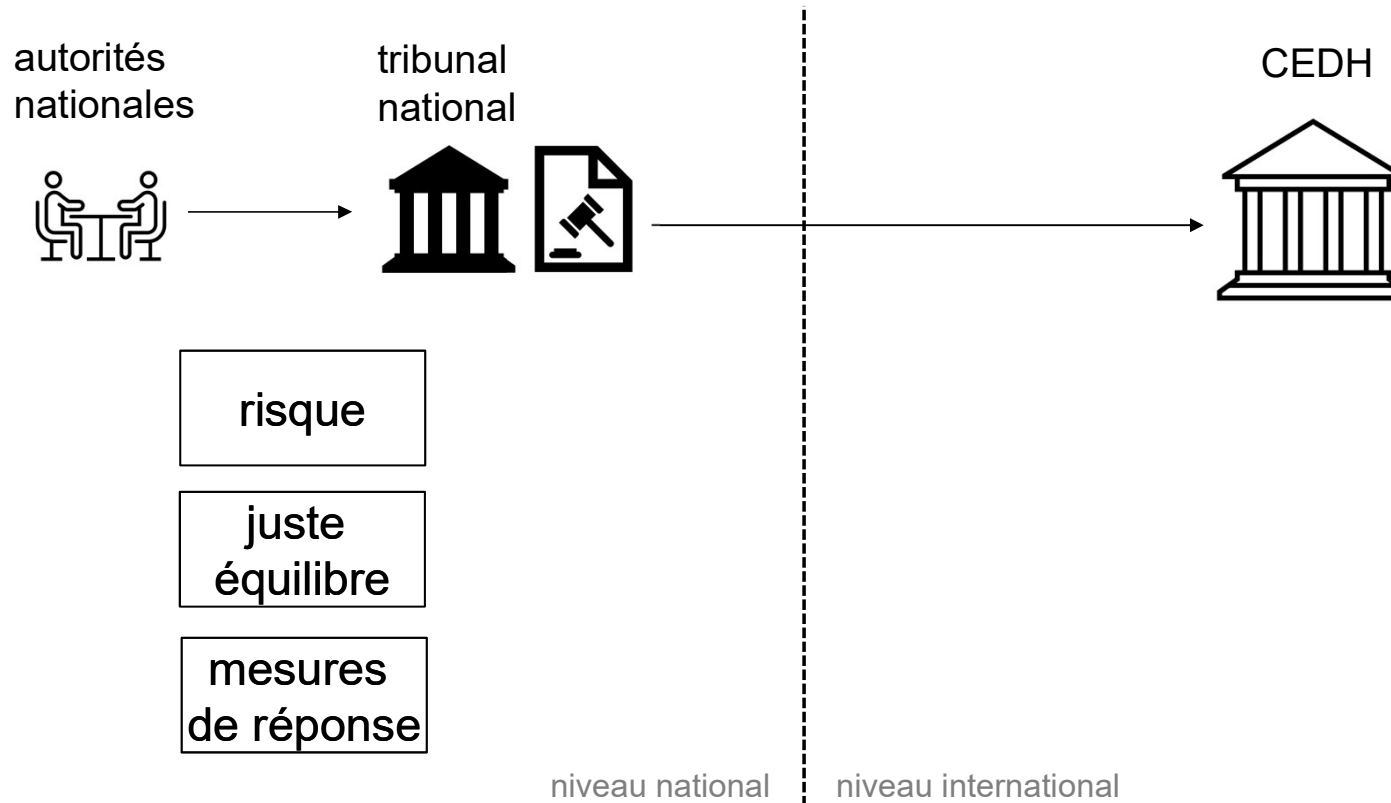 autorités
nationales
tribunal
national
CEDH
risque
juste
équilibre
mesures
de réponse
niveau national
niveau international